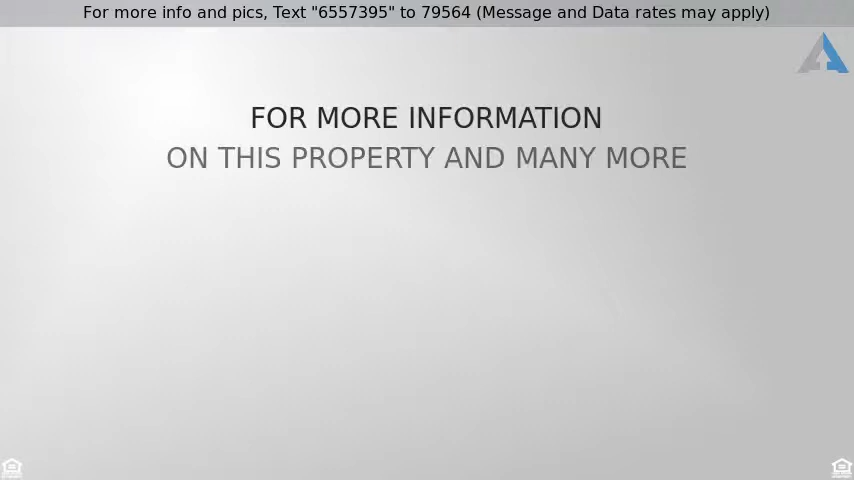 For more info and pics, Text "6557395" to 79564 (Message and Data rates may apply)
FOR MORE INFORMATION
ON THIS PROPERTY AND MANY MORE